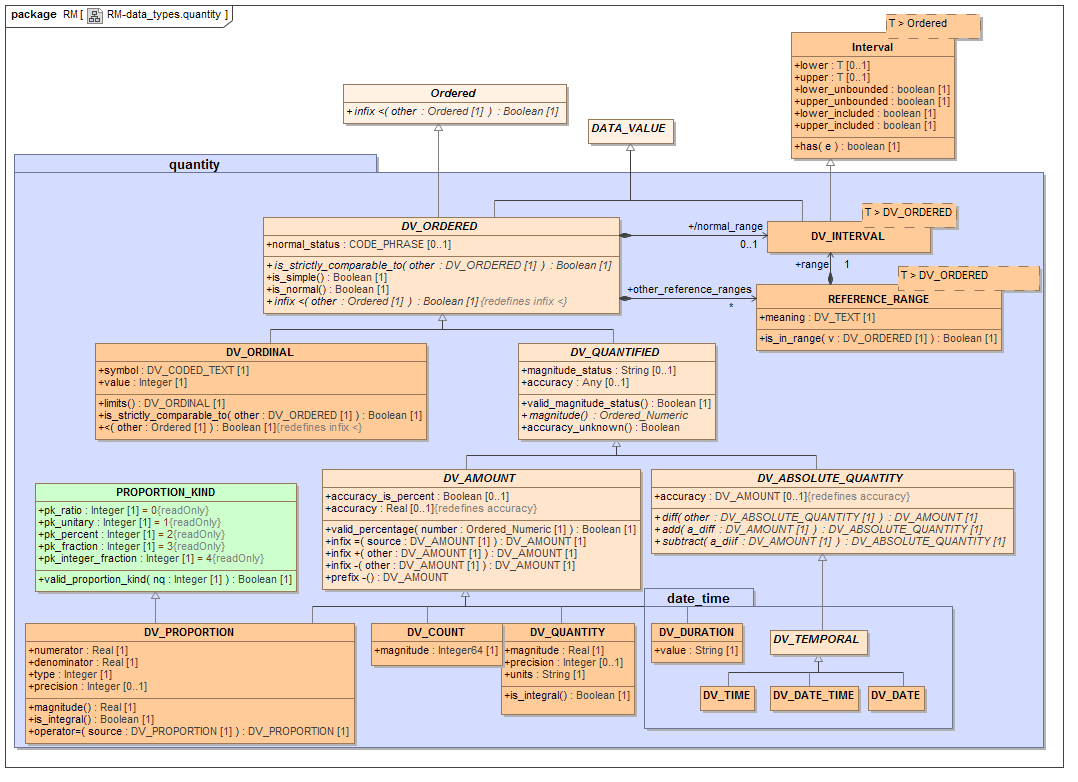 package RM [ RM-data_types.quantity ]
T > Ordered
Interval
+lower : T [0..1]
+upper : T [0..1]
+lower_unbounded : boolean [1]
+upper_unbounded : boolean [1]
+lower_included : boolean [1]
+upper_included : boolean [1]
+has( e ) : boolean [1]
Ordered
+ infix <( other : Ordered [1] ) : Boolean [1]
DATA_VALUE
quantity
DV_ORDERED
+normal_status : CODE_PHRASE [0..1]
+ is_strictly_comparable_to( other : DV_ORDERED [1] ) : Boolean [1]
+is_simple() : Boolean [1]
+is_normal() : Boolean [1]
+ infix <( other : Ordered [1] ) : Boolean [1]{redefines infix <}
+/normal_range
0..1
T > DV_ORDERED
DV_INTERVAL
+range
1
+other_reference_ranges
*
T > DV_ORDERED
REFERENCE_RANGE
+meaning : DV_TEXT [1]
+is_in_range( v : DV_ORDERED [1] ) : Boolean [1]
DV_ORDINAL
+symbol : DV_CODED_TEXT [1]
+value : Integer [1]
+limits() : DV_ORDINAL [1]
+is_strictly_comparable_to( other : DV_ORDERED [1] ) : Boolean [1]
+<( other : Ordered [1] ) : Boolean [1]{redefines infix <}
DV_QUANTIFIED
+magnitude_status : String [0..1]
+accuracy : Any [0..1]
+valid_magnitude_status() : Boolean [1]
+ magnitude() : Ordered_Numeric
+accuracy_unknown() : Boolean
PROPORTION_KIND
+pk_ratio : Integer [1] = 0{readOnly}
+pk_unitary : Integer [1] = 1{readOnly}
+pk_percent : Integer [1] = 2{readOnly}
+pk_fraction : Integer [1] = 3{readOnly}
+pk_integer_fraction : Integer [1] = 4{readOnly}
+valid_proportion_kind( nq : Integer [1] ) : Boolean [1]
DV_AMOUNT
+accuracy_is_percent : Boolean [0..1]
+accuracy : Real [0..1]{redefines accuracy}
+valid_percentage( number : Ordered_Numeric [1] ) : Boolean [1]
+infix =( source : DV_AMOUNT [1] ) : DV_AMOUNT [1]
+infix +( other : DV_AMOUNT [1] ) : DV_AMOUNT [1]
+infix -( other : DV_AMOUNT [1] ) : DV_AMOUNT [1]
+prefix -() : DV_AMOUNT
DV_ABSOLUTE_QUANTITY
+accuracy : DV_AMOUNT [0..1]{redefines accuracy}
+ diff( other : DV_ABSOLUTE_QUANTITY [1] ) : DV_AMOUNT [1]
+ add( a_diff : DV_AMOUNT [1] ) : DV_ABSOLUTE_QUANTITY [1]
+ subtract( a_diif : DV_AMOUNT [1] ) : DV_ABSOLUTE_QUANTITY [1]
date_time
DV_PROPORTION
+numerator : Real [1]
+denominator : Real [1]
+type : Integer [1]
+precision : Integer [0..1]
+magnitude() : Real [1]
+is_integral() : Boolean [1]
+operator=( source : DV_PROPORTION [1] ) : DV_PROPORTION [1]
DV_COUNT
+magnitude : Integer64 [1]
DV_QUANTITY
+magnitude : Real [1]
+precision : Integer [0..1]
+units : String [1]
+is_integral() : Boolean [1]
DV_DURATION
+value : String [1]
DV_TEMPORAL
DV_TIME
DV_DATE_TIME
DV_DATE